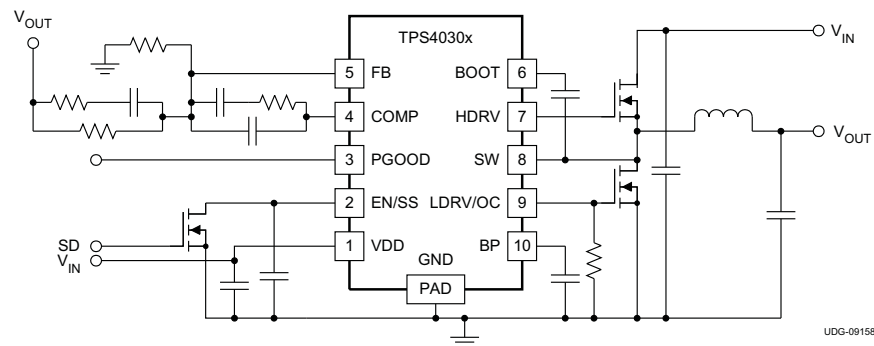 VOUT
TPS4030x
5 FB BOOT 6
4 COMP HDRV 7
3 PGOOD SW 8
2 EN/SS LDRV/OC 9
1 VDD BP 10
GND
PAD
SD
VIN
VIN
VOUT
UDG-09158